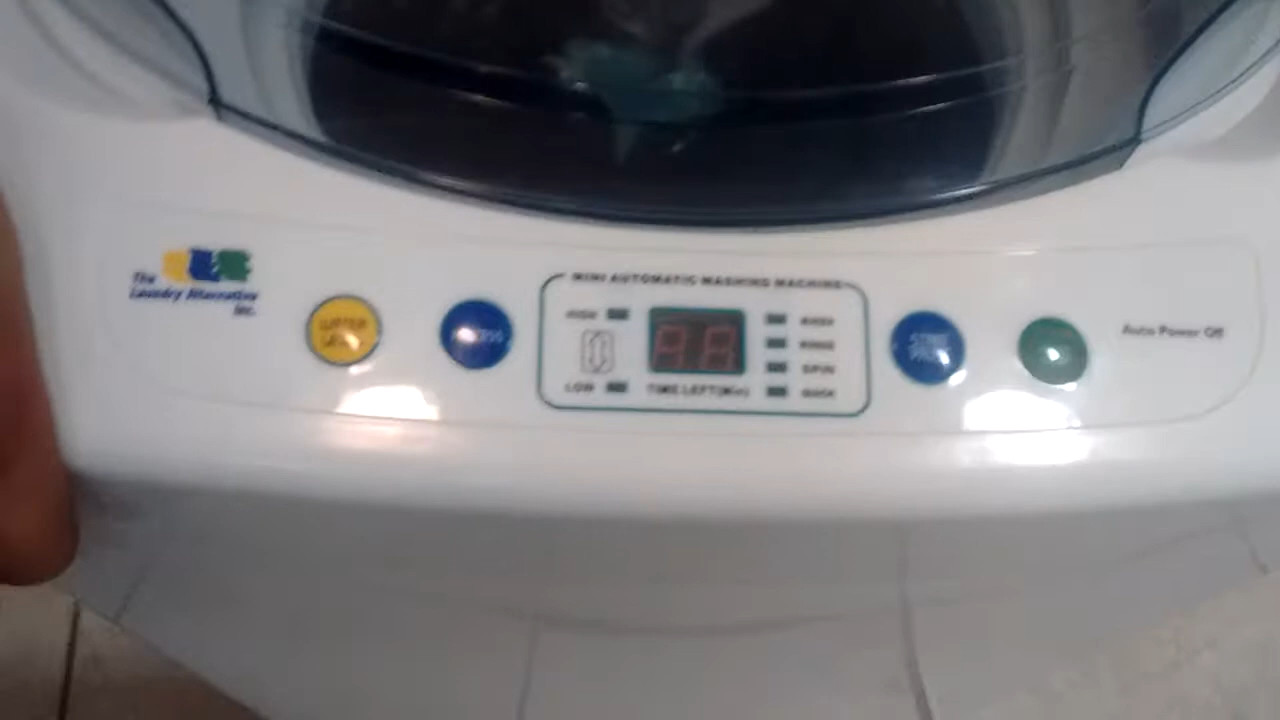 The
Laundry Alternative
Inc.
WATER
MINI AUTOMATIC WASHING MACHINE
HIGH
LOW
TIME LEFT(Min)
WASH
RINSE
SPIN
QUICK
Auto Power Off